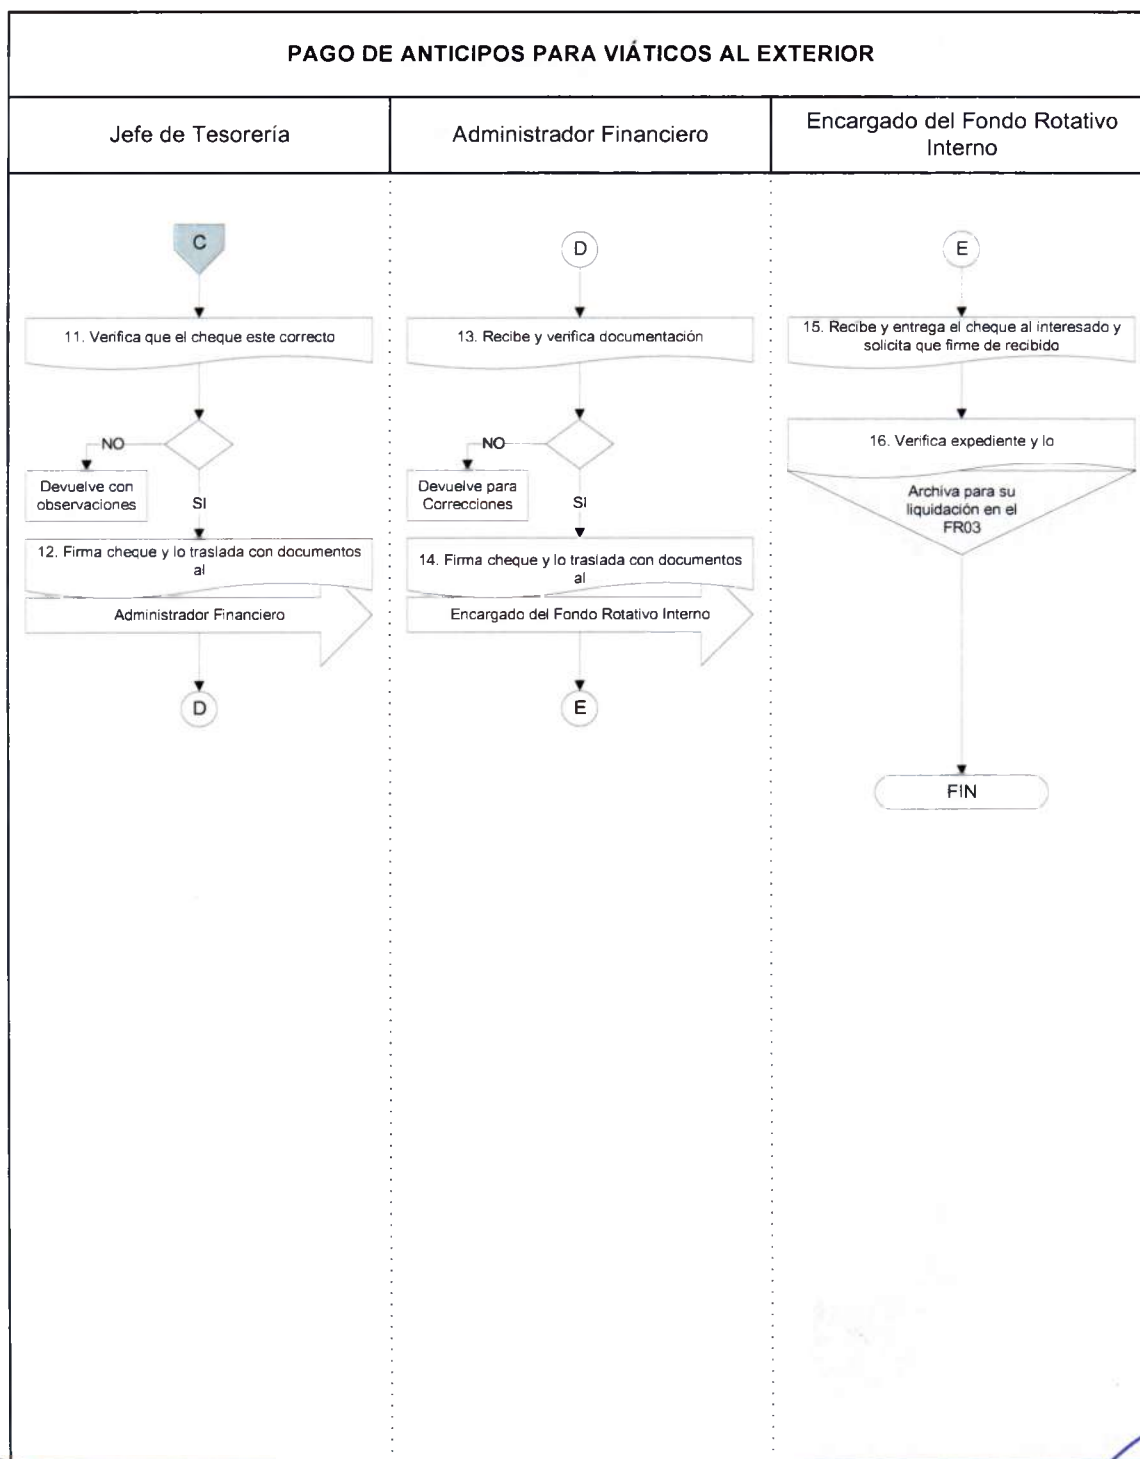 PAGO DE ANTICIPOS PARA VIÁTICOS AL EXTERIOR
Jefe de Tesorería
Administrador Financiero
Encargado del Fondo Rotativo
Interno
C
11. Verifica que el cheque este correcto
NO
Devuelve con
observaciones
SI
12. Firma cheque y lo traslada con documentos
al
Administrador Financiero
D
D
13. Recibe y verifica documentación
NO
Devuelve para
Correcciones
SI
14. Firma cheque y lo traslada con documentos
al
Encargado del Fondo Rotativo Interno
E
E
15. Recibe y entrega el cheque al interesado y
solicita que firme de recibido
16. Verifica expediente y lo
Archiva para su
liquidación en el
FR03
FIN